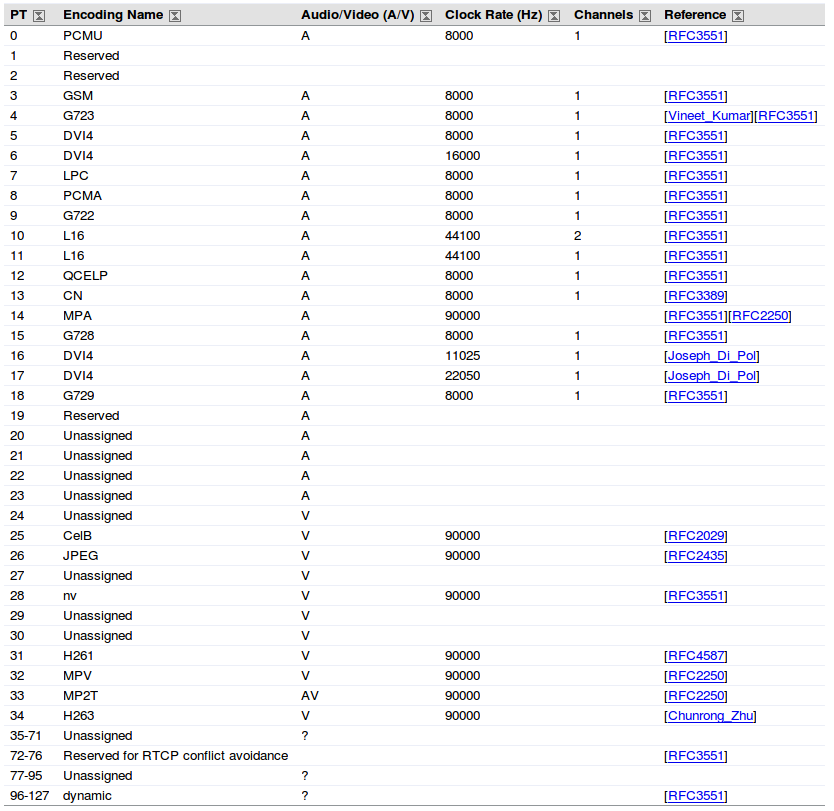 PT Encoding Name Audio/Video (A/V) Clock Rate (Hz) Channels Reference
0 PCMU A 8000 1 [RFC3551]
1 Reserved
2 Reserved
3 GSM A 8000 1 [RFC3551]
4 G723 A 8000 1 [Vineet_Kumar][RFC3551]
5 DVI4 A 8000 1 [RFC3551]
6 DVI4 A 16000 1 [RFC3551]
7 LPC A 8000 1 [RFC3551]
8 PCMA A 8000 1 [RFC3551]
9 G722 A 8000 1 [RFC3551]
10 L16 A 44100 2 [RFC3551]
11 L16 A 44100 1 [RFC3551]
12 QCELP A 8000 1 [RFC3551]
13 CN A 8000 1 [RFC3389]
14 MPA A 90000 [RFC3551][RFC2250]
15 G728 A 8000 1 [RFC3551]
16 DVI4 A 11025 1 [Joseph_Di_Pol]
17 DVI4 A 22050 1 [Joseph_Di_Pol]
18 G729 A 8000 1 [RFC3551]
19 Reserved A
20 Unassigned A
21 Unassigned A
22 Unassigned A
23 Unassigned A
24 Unassigned V
25 CelB V 90000 [RFC2029]
26 JPEG V 90000 [RFC2435]
27 Unassigned V
28 nv V 90000 [RFC3551]
29 Unassigned V
30 Unassigned V
31 H261 V 90000 [RFC4587]
32 MPV V 90000 [RFC2250]
33 MP2T AV 90000 [RFC2250]
34 H263 V 90000 [Chunrong_Zhu]
35-71 Unassigned ?
72-76 Reserved for RTCP conflict avoidance [RFC3551]
77-95 Unassigned ?
96-127 dynamic ? [RFC3551]